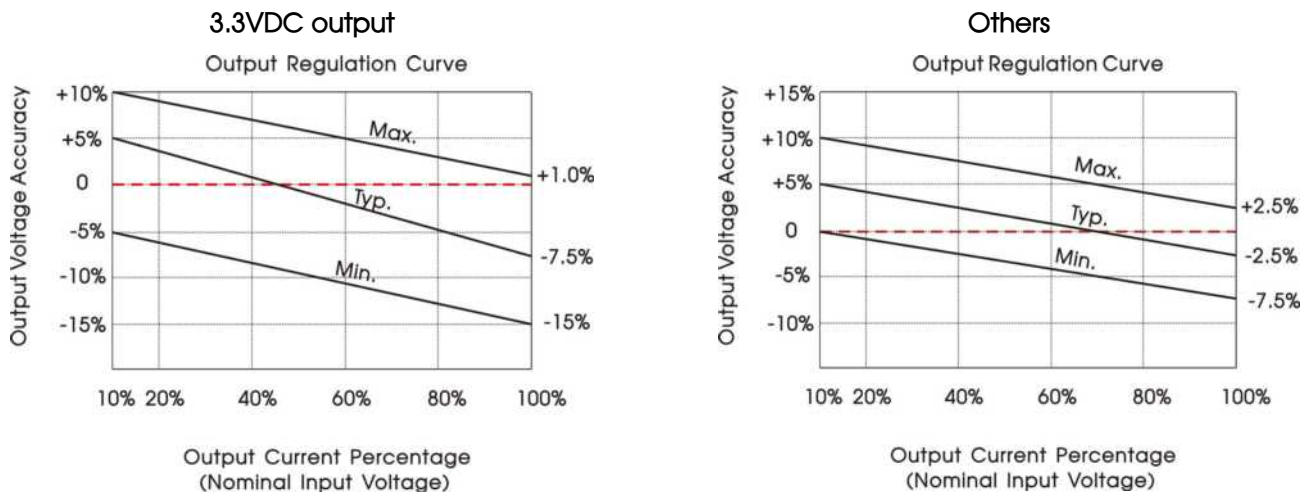 3.3VDC output
Output Regulation Curve
Output Voltage Accuracy
+10%
+5%
0
-5%
-10%
-15%
Max.
Typ.
Min.
+1.0%
-7.5%
-15%
10% 20% 40% 60% 80% 100%
Output Current Percentage
(Nominal Input Voltage)
Others
Output Regulation Curve
Output Voltage Accuracy
+15%
+10%
+5%
0
-5%
-10%
Max.
Typ.
Min.
+2.5%
-2.5%
-7.5%
10% 20% 40% 60% 80% 100%
Output Current Percentage
(Nominal Input Voltage)